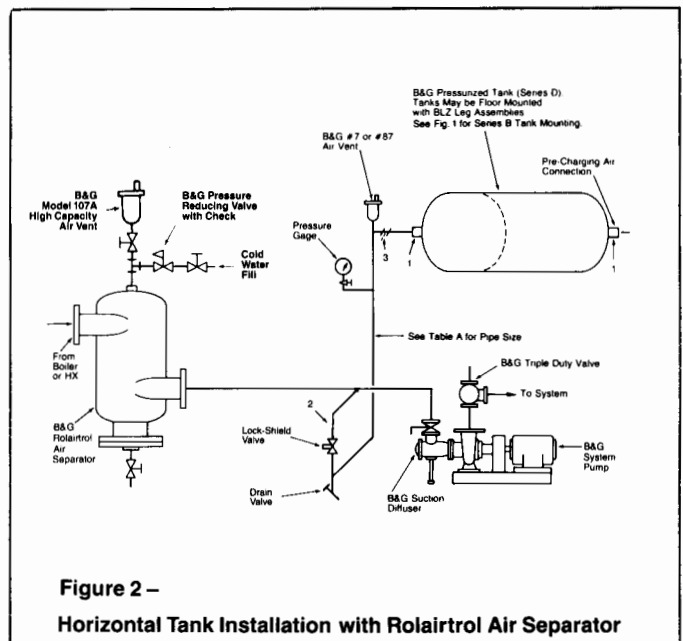 B&G Pressurized Tank (Series D).
Tanks May be Floor Mounted
with BLZ Leg Assemblies
See Fig. 1 for Series B Tank Mounting.
B&G #7 or #87
Air Vent
Pre-Charging Air
Connection
B&G
Model 107A
High Capacity
Air Vent
B&G Pressure
Reducing Valve
with Check
Pressure
Gage
Cold
Water
Fill
3
1
1
From
Boiler
or HX
See Table A for Pipe Size
B&G Triple Duty Valve
To System
2
B&G
Rolairtrol
Air
Separator
Lock-Shield
Valve
B&G
System
Pump
Drain
Valve
B&G Suction
Diffuser
Figure 2 –
Horizontal Tank Installation with Rolairtrol Air Separator